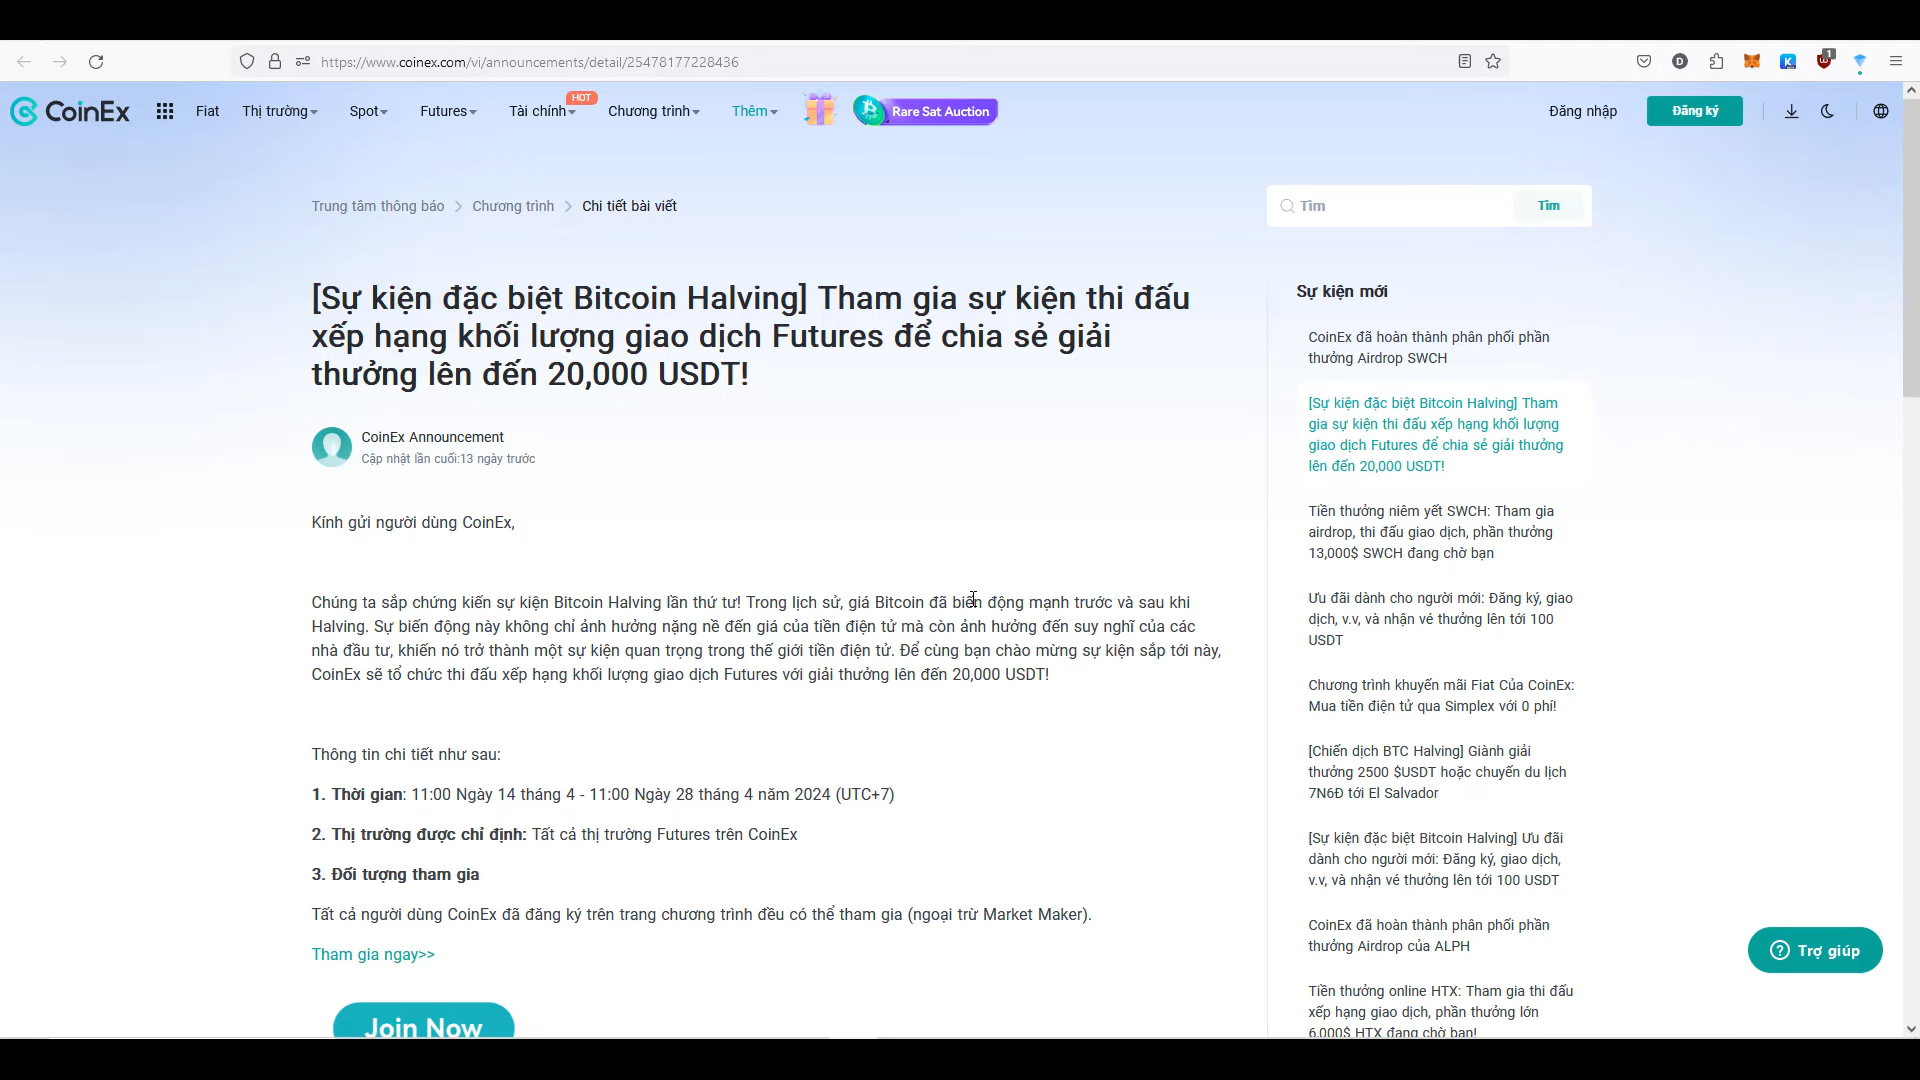 https://www.coinex.com/vi/announcements/detail/25478177228436
1
CoinEx
Fiat
Thị trường
Spot
Futures
Tài chính
HOT
Chương trình
Thêm
Rare Sat Auction
Đăng nhập
Đăng ký
Trung tâm thông báo
Chương trình
Chi tiết bài viết
Tìm
Tìm
[Sự kiện đặc biệt Bitcoin Halving] Tham gia sự kiện thi đấu
xếp hạng khối lượng giao dịch Futures để chia sẻ giải
thưởng lên đến 20,000 USDT!
CoinEx Announcement
Cập nhật lần cuối:13 ngày trước
Kính gửi người dùng CoinEx,
Chúng ta sắp chứng kiến sự kiện Bitcoin Halving lần thứ tư! Trong lịch sử, giá Bitcoin đã biến động mạnh trước và sau khi
Halving. Sự biến động này không chỉ ảnh hưởng nặng nề đến giá của tiền điện tử mà còn ảnh hưởng đến suy nghĩ của các
nhà đầu tư, khiến nó trở thành một sự kiện quan trọng trong thế giới tiền điện tử. Để cùng bạn chào mừng sự kiện sắp tới này,
CoinEx sẽ tổ chức thi đấu xếp hạng khối lượng giao dịch Futures với giải thưởng lên đến 20,000 USDT!
Thông tin chi tiết như sau:
1. Thời gian: 11:00 Ngày 14 tháng 4 - 11:00 Ngày 28 tháng 4 năm 2024 (UTC+7)
2. Thị trường được chỉ định: Tất cả thị trường Futures trên CoinEx
3. Đối tượng tham gia
Tất cả người dùng CoinEx đã đăng ký trên trang chương trình đều có thể tham gia (ngoại trừ Market Maker).
Tham gia ngay>>
Join Now
Sự kiện mới
CoinEx đã hoàn thành phân phối phần
thưởng Airdrop SWCH
[Sự kiện đặc biệt Bitcoin Halving] Tham
gia sự kiện thi đấu xếp hạng khối lượng
giao dịch Futures để chia sẻ giải thưởng
lên đến 20,000 USDT!
Tiền thưởng niêm yết SWCH: Tham gia
airdrop, thi đấu giao dịch, phần thưởng
13,000$ SWCH đang chờ bạn
Ưu đãi dành cho người mới: Đăng ký, giao
dịch, v.v, và nhận vé thưởng lên tới 100
USDT
Chương trình khuyến mãi Fiat Của CoinEx:
Mua tiền điện tử qua Simplex với 0 phí!
[Chiến dịch BTC Halving] Giành giải
thưởng 2500 $USDT hoặc chuyến du lịch
7N6Đ tới El Salvador
[Sự kiện đặc biệt Bitcoin Halving] Ưu đãi
dành cho người mới: Đăng ký, giao dịch,
v.v, và nhận vé thưởng lên tới 100 USDT
CoinEx đã hoàn thành phân phối phần
thưởng Airdrop của ALPH
Tiền thưởng online HTX: Tham gia thi đấu
xếp hạng giao dịch, phần thưởng lớn
6,000$ HTX đang chờ bạn!
Trợ giúp